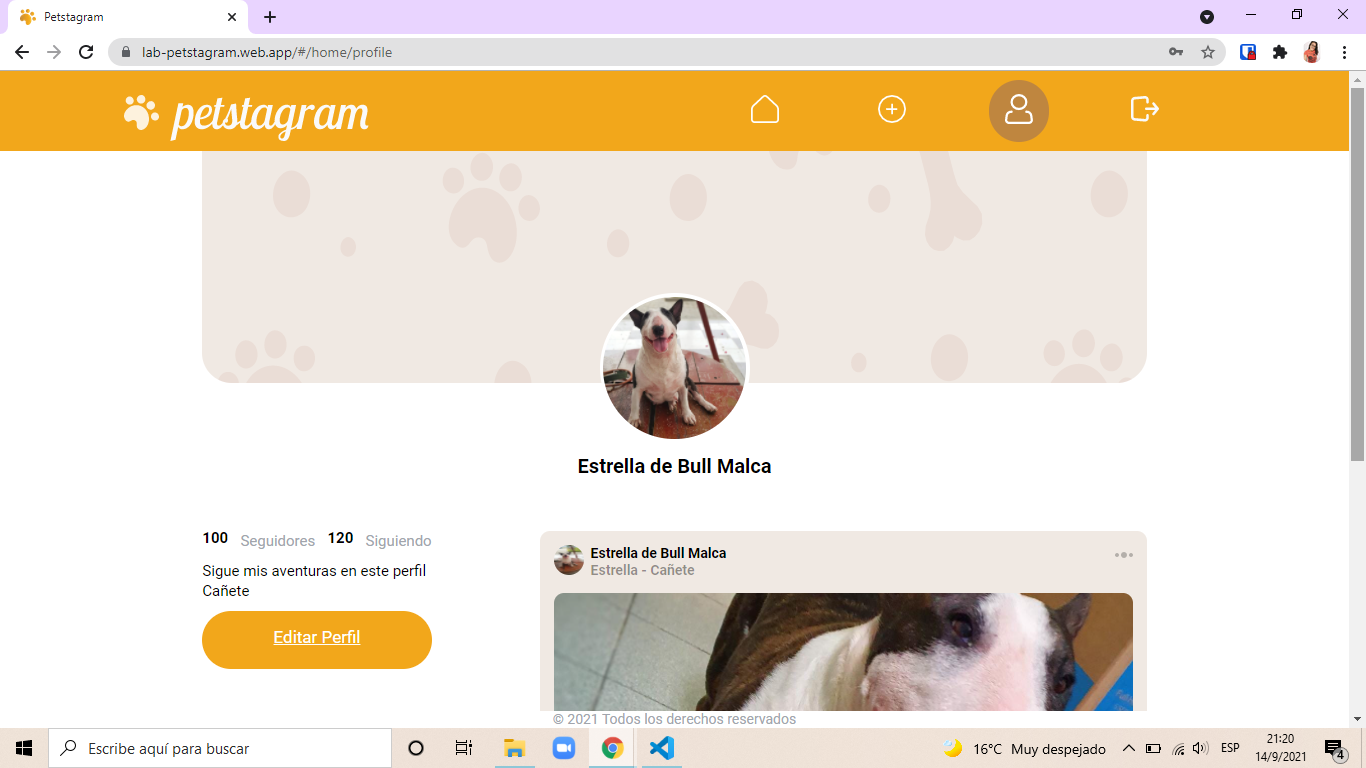 Petstagram
lab-petstagram.web.app/#/home/profile
petstagram
Estrella de Bull Malca
100 Seguidores 120 Siguiendo
Sigue mis aventuras en este perfil
Cañete
Editar Perfil
Estrella de Bull Malca
Estrella - Cañete
© 2021 Todos los derechos reservados
Escribe aquí para buscar
16°C Muy despejado
ESP
21:20
14/9/2021
4